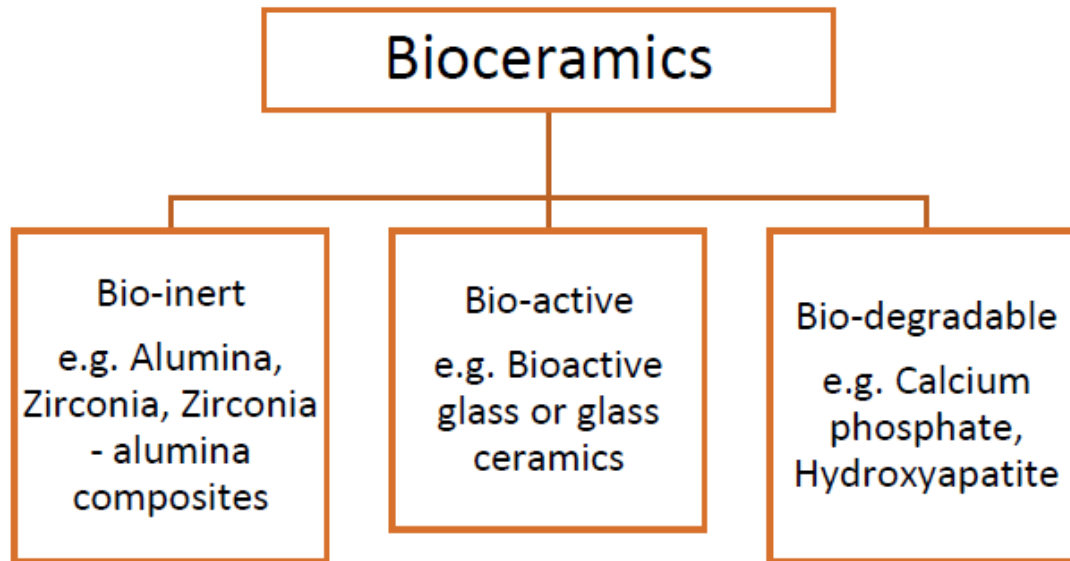 Bioceramics
Bio-inert
e.g. Alumina,
Zirconia, Zirconia
- alumina
composites
Bio-active
e.g. Bioactive
glass or glass
ceramics
Bio-degradable
e.g. Calcium
phosphate,
Hydroxyapatite